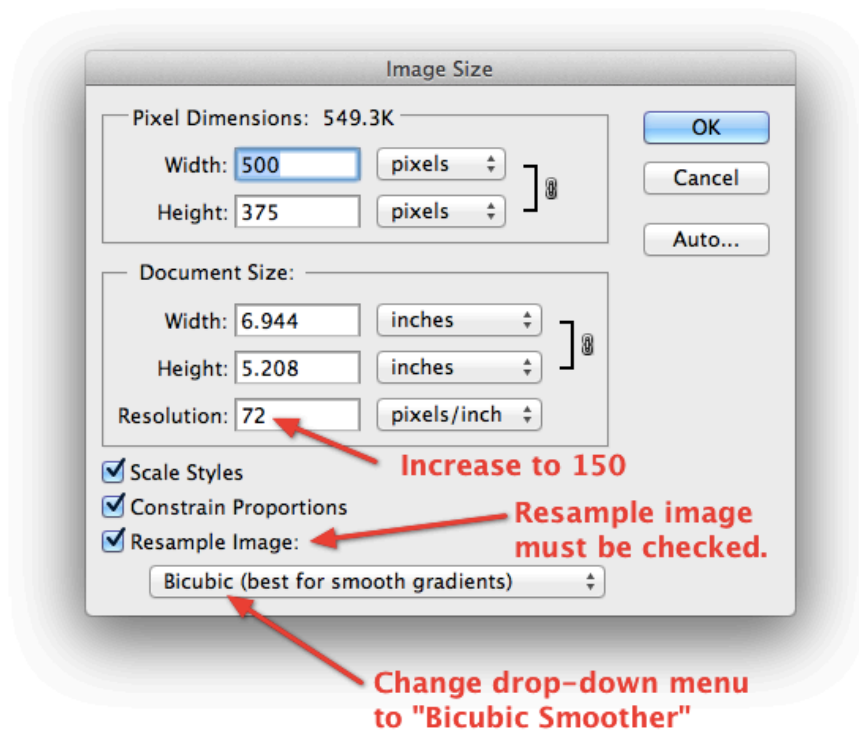 Image Size
Pixel Dimensions: 549.3K
OK
Width: 500 pixels
Cancel
Height: 375 pixels
Auto...
Document Size:
Width: 6.944 inches
Height: 5.208 inches
Resolution: 72 pixels/inch
Increase to 150
Scale Styles
Constrain Proportions
Resample image
Resample Image:
must be checked.
Bicubic (best for smooth gradients)
Change drop-down menu
to "Bicubic Smoother"